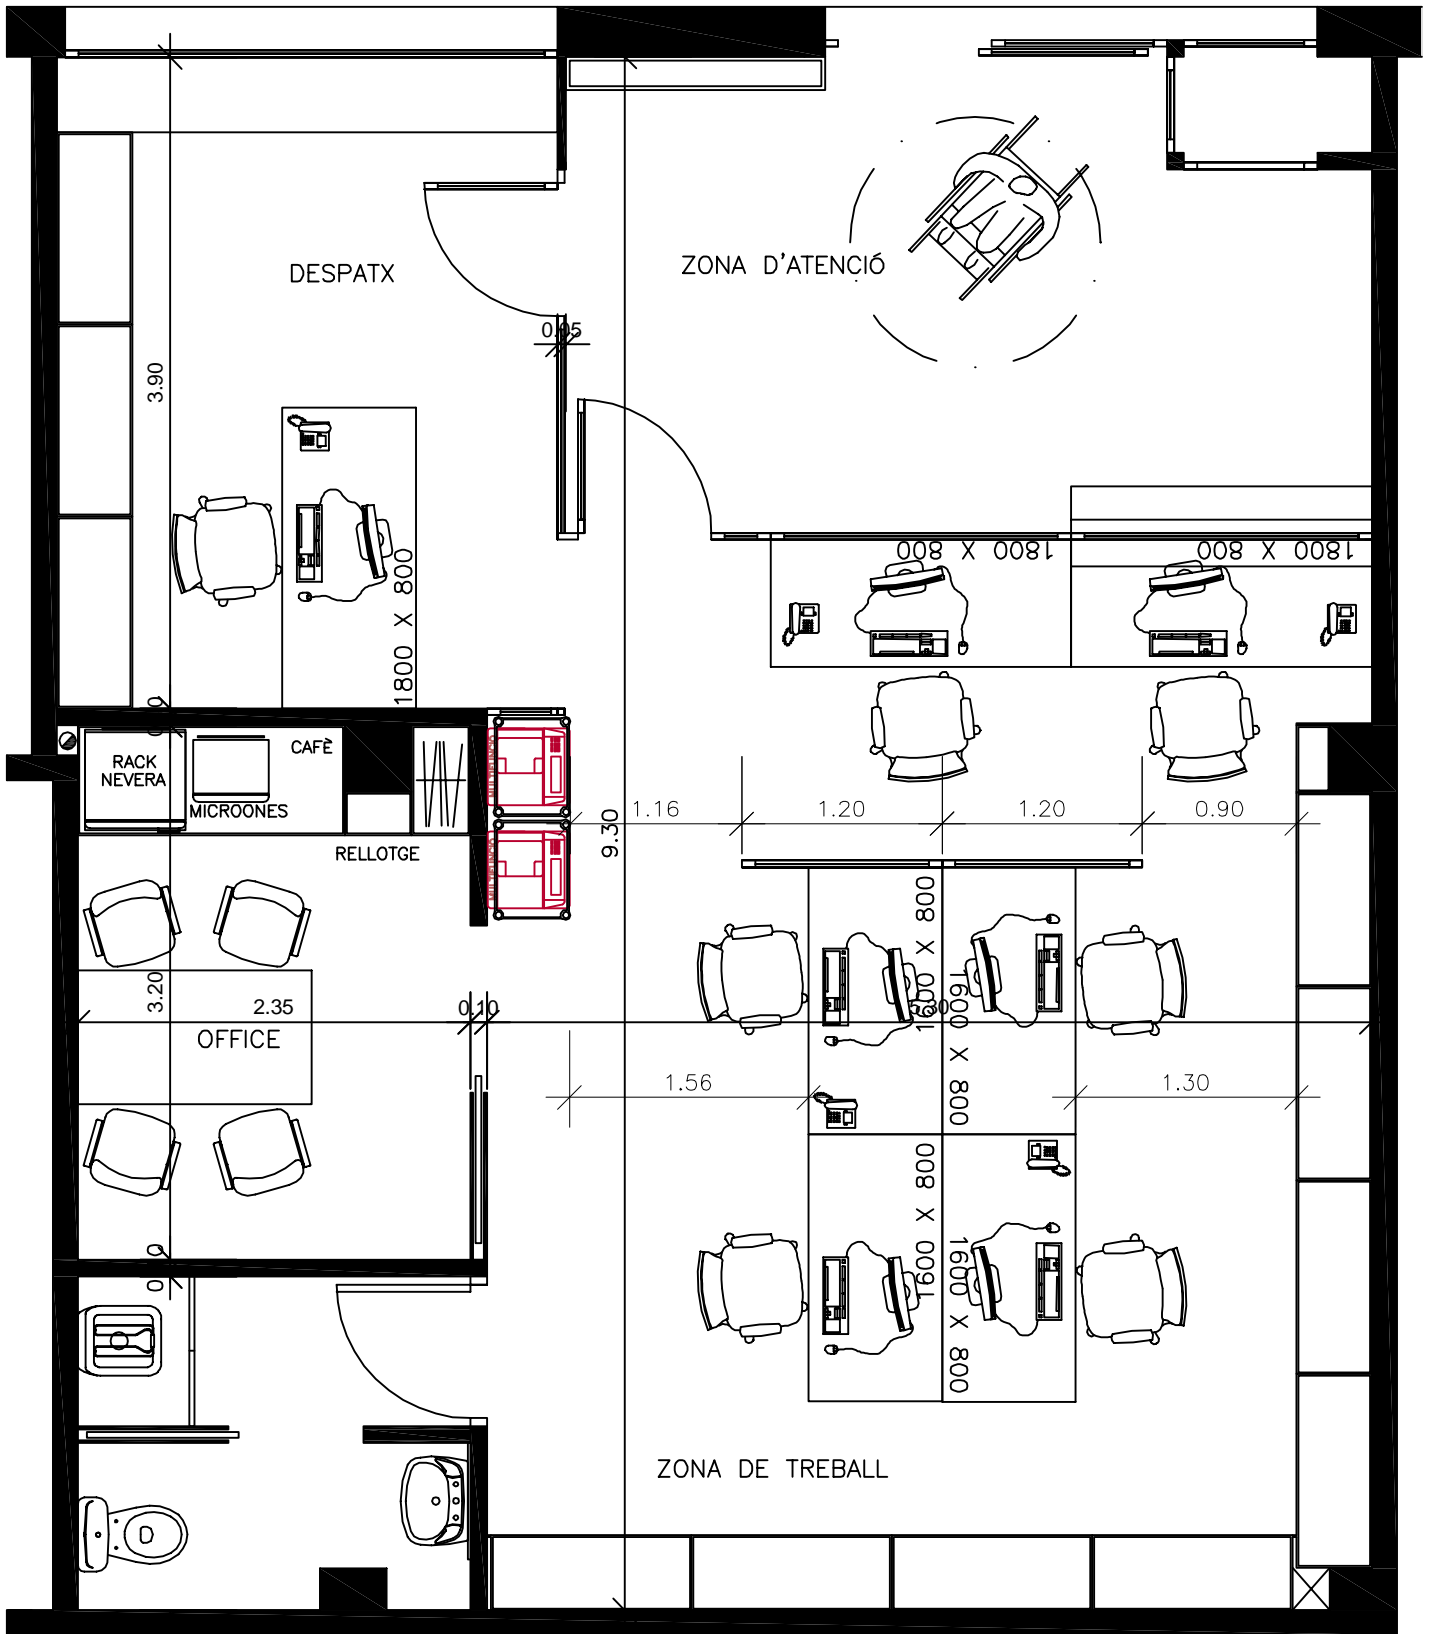 DESPATX
ZONA D'ATENCIÓ
0.05
3.90
1800 X 800
1800 X 800
1800 X 800
RACK
NEVERA
CAFÈ
MICROONES
RELLOTGE
MULTIFUNCIO
MULTIFUNCIO
9.30
1.16
1.20
1.20
0.90
1600 X 800
1600 X 800
3.20
2.35
0.10
OFFICE
1.56
1.30
1600 X 800
1600 X 800
ZONA DE TREBALL